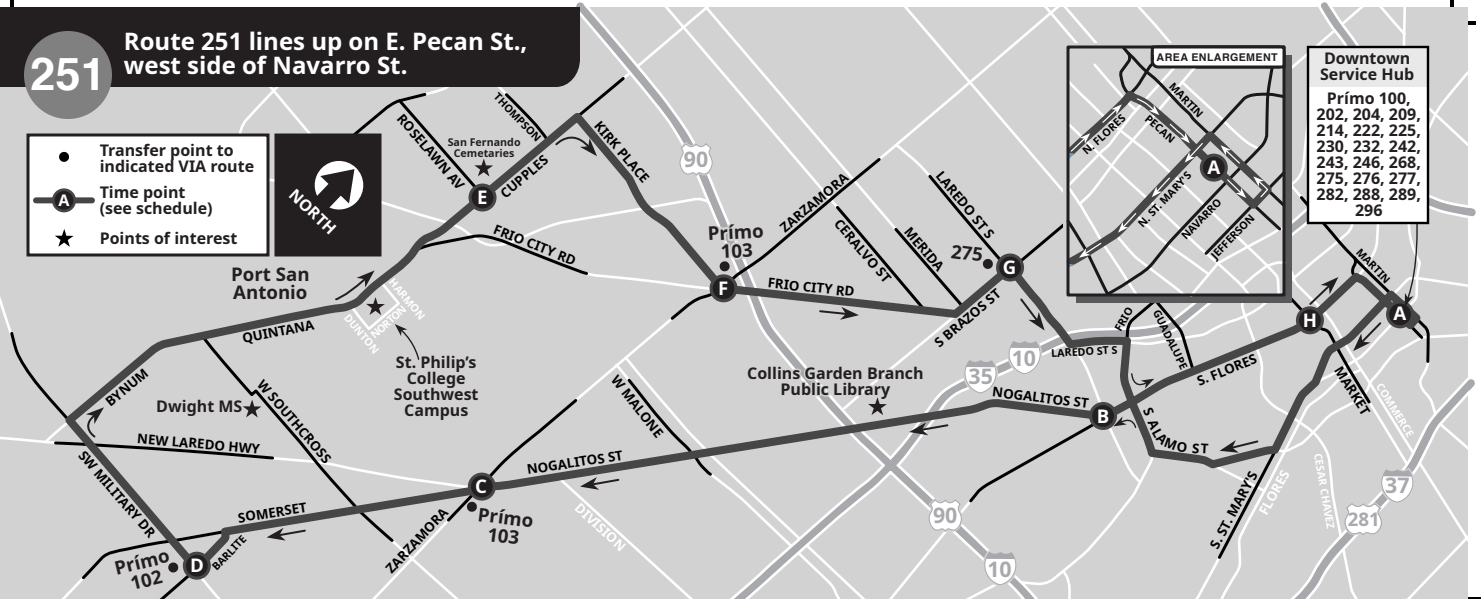 251
Route 251 lines up on E. Pecan St.,
west side of Navarro St.
Transfer point to
indicated VIA route
A
Time point
(see schedule)
Points of interest
NORTH
AREA ENLARGEMENT
MARTIN
PECAN
N. FLORES
A
N. ST. MARY'S
NAVARRO
JEFFERSON
Downtown
Service Hub
Prímo 100,
202, 204, 209,
214, 222, 225,
230, 232, 242,
243, 246, 268,
275, 276, 277,
282, 288, 289,
296
THOMPSON
ROSELAWN AV
San Fernando
Cemetaries
E
CUPPLES
KIRK PLACE
90
FRIO CITY RD
Prímo
103
F
ZARZAMORA
CERALVO ST
MERIDA
LAREDO ST S
275
G
FRIO CITY RD
S BRAZOS ST
Port San
Antonio
HARMON
NORTON
DUNTON
QUINTANA
St. Philip's
College
Southwest
Campus
BYNUM
Dwight MS
W SOUTHCROSS
NEW LAREDO HWY
SW MILITARY DR
SOMERSET
BARLITE
Prímo
102
D
ZARZAMORA
C
Prímo
103
NOGALITOS ST
DIVISION
W MALONE
Collins Garden Branch
Public Library
35
10
LAREDO ST S
FRIO
GUADALUPE
NOGALITOS ST
B
S. FLORES
H
MARTIN
A
MARKET
COMMERCE
S ALAMO ST
S. ST. MARY'S
FLORES
CESAR CHAVEZ
37
281
90
10